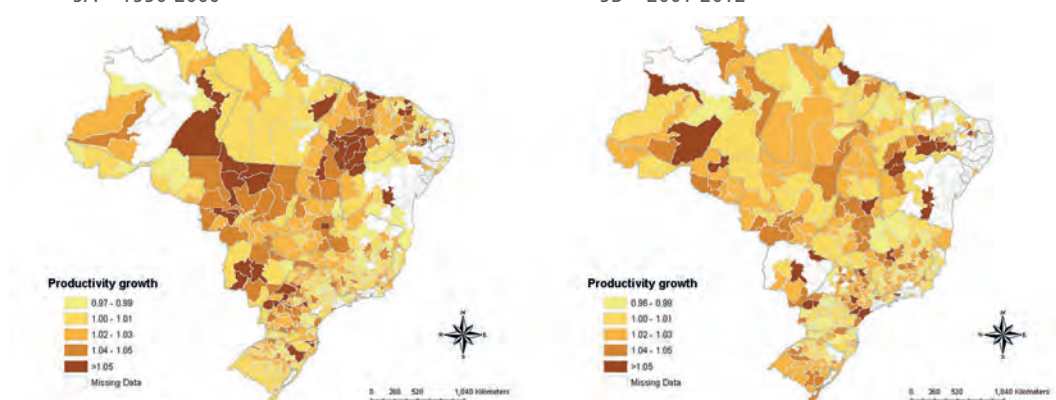 Productivity growth
0.97 - 0.99
1.00 - 1.01
1.02 - 1.03
1.04 - 1.05
>1.05
Missing Data
N
S
0 260 520 1,040 Kilometers
Productivity growth
0.96 - 0.99
1.00 - 1.01
1.02 - 1.03
1.04 - 1.05
>1.05
Missing Data
N
S
0 260 520 1,040 Kilometers